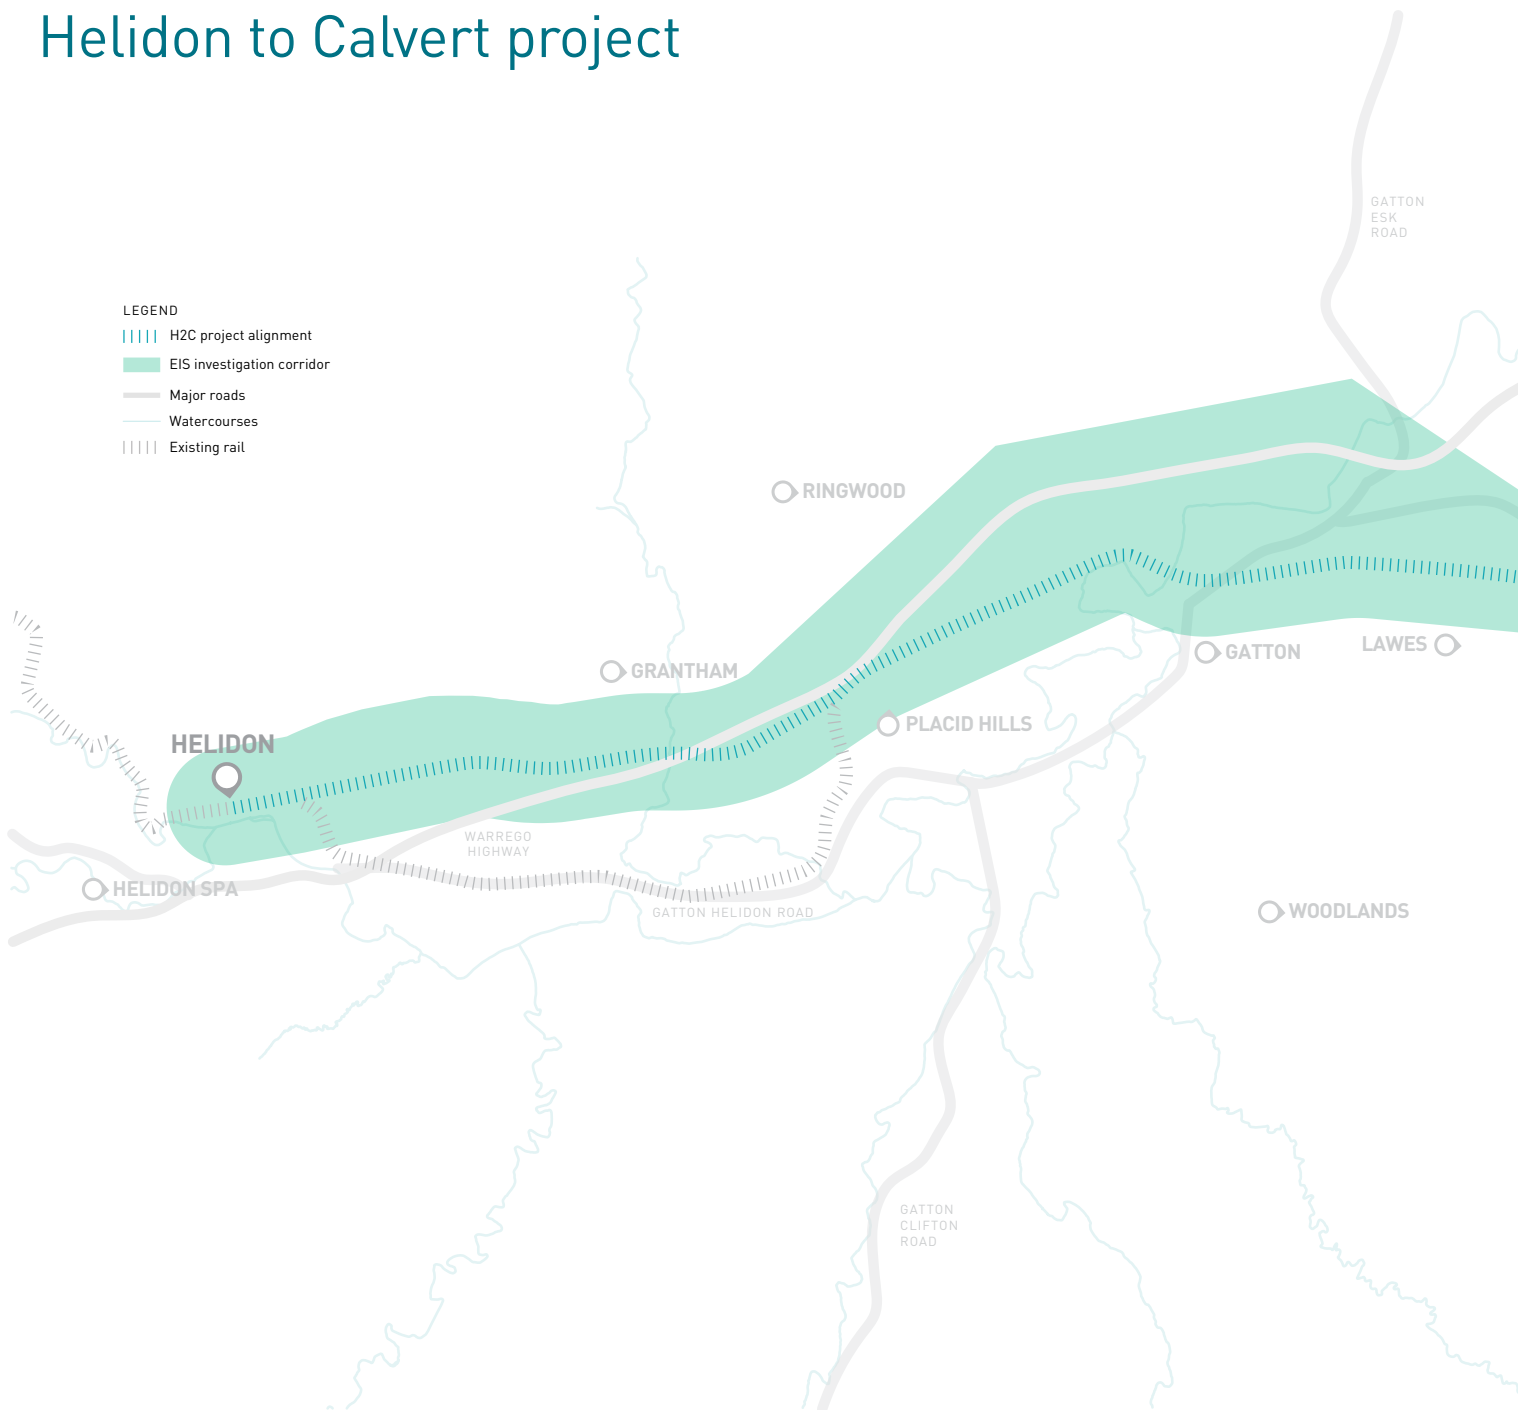 Helidon to Calvert project
GATTON
ESK
ROAD
LEGEND
H2C project alignment
EIS investigation corridor
Major roads
Watercourses
Existing rail
RINGWOOD
GRANTHAM
GATTON
LAWES
PLACID HILLS
HELIDON
WARREGO
HIGHWAY
HELIDON SPA
GATTON HELIDON ROAD
WOODLANDS
GATTON
CLIFTON
ROAD